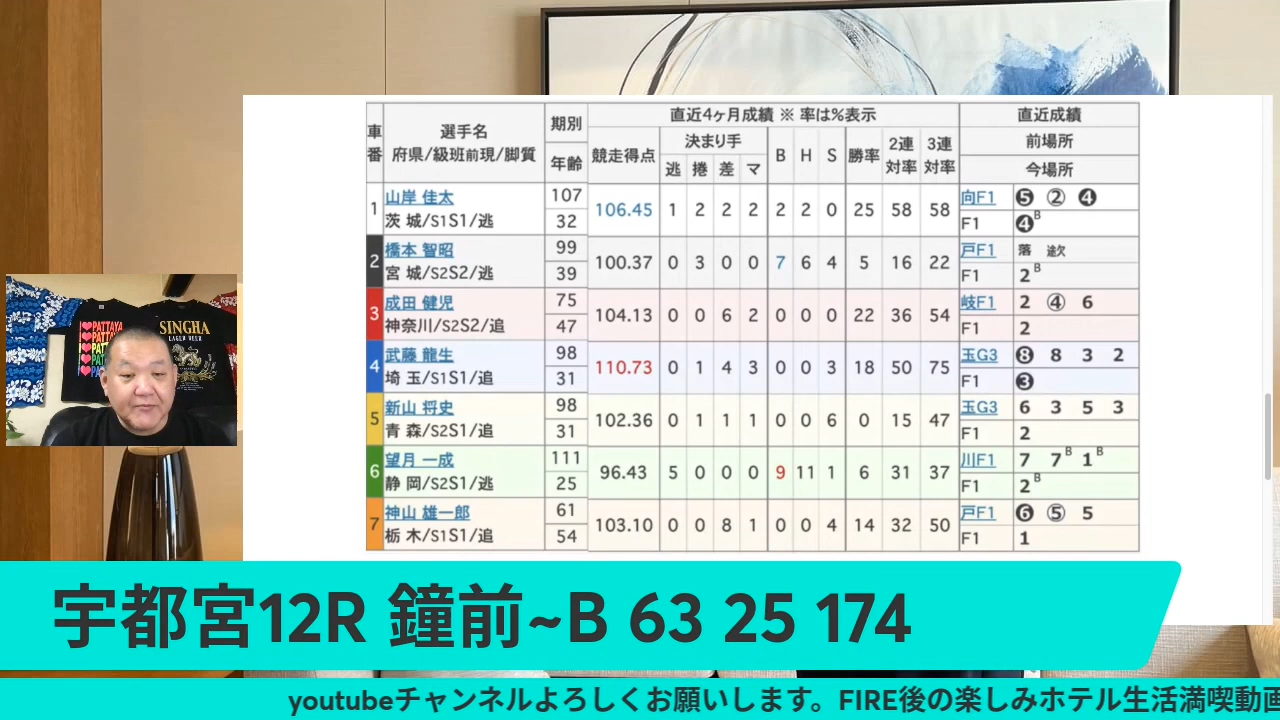 直近4ヶ月成績 ※ 率は%表示 直近成績
車番 選手名 期別 決まり手 前場所
府県/級班前現/脚質 年齢 競走得点 逃 捲 差 マ B H S 勝率 2連対率 3連対率 今場所
1 山岸 佳太 107 106.45 1 2 2 2 2 2 0 25 58 58 向F1 ❺ ② ❹
茨 城/S1S1/逃 32 F1 ❹B
2 橋本 智昭 99 100.37 0 3 0 0 7 6 4 5 16 22 戸F1 落 途欠
宮 城/S2S2/逃 39 F1 2B
3 成田 健児 75 104.13 0 0 6 2 0 0 0 22 36 54 岐F1 2 ④ 6
神奈川/S2S2/追 47 F1 2
4 武藤 龍生 98 110.73 0 1 4 3 0 0 3 18 50 75 玉G3 ❽ 8 3 2
埼 玉/S1S1/追 31 F1 ❸
5 新山 将史 98 102.36 0 1 1 1 0 0 6 0 15 47 玉G3 6 3 5 3
青 森/S2S1/追 31 F1 2
6 望月 一成 111 96.43 5 0 0 0 9 11 1 6 31 37 川F1 7 7B 1B
静 岡/S2S1/逃 25 F1 2B
7 神山 雄一郎 61 103.10 0 0 8 1 0 0 4 14 32 50 戸F1 ❻ ⑤ 5
栃 木/S1S1/追 54 F1 1
I❤PATTAYA
SINGHA
LAGER BEER
宇都宮12R 鐘前~B 63 25 174
youtubeチャンネルよろしくお願いします。FIRE後の楽しみホテル生活満喫動画